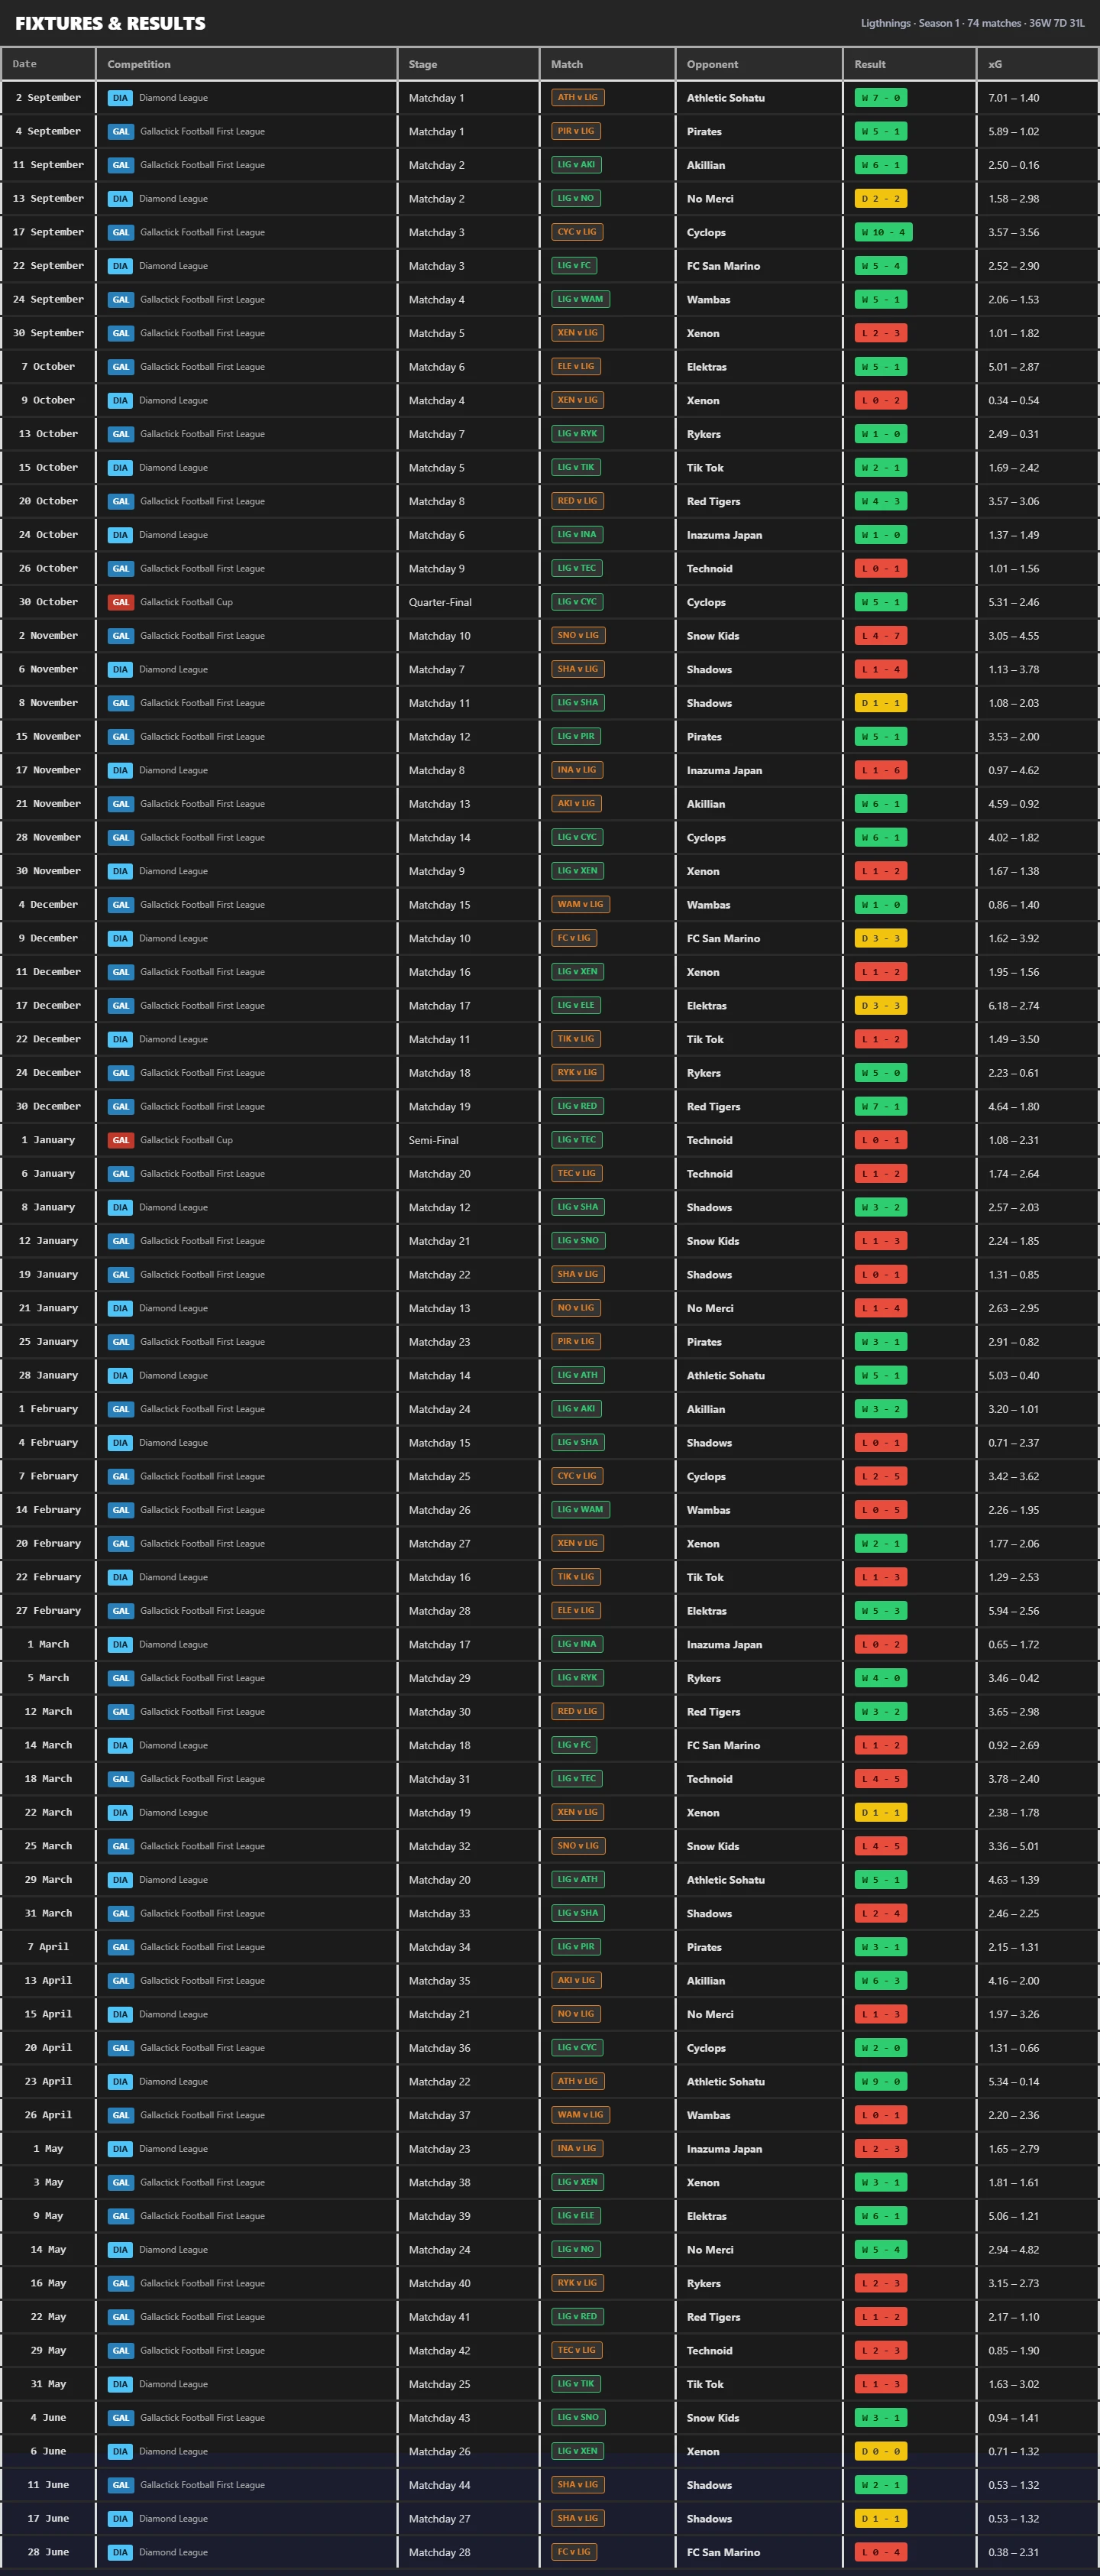 FIXTURES & RESULTS Ligthnings · Season 1 · 74 matches · 36W 7D 31L
Date Competition Stage Match Opponent Result xG
2 September DIA Diamond League Matchday 1 ATH v LIG Athletic Sohatu W 7 - 0 7.01 – 1.40
4 September GAL Gallactick Football First League Matchday 1 PIR v LIG Pirates W 5 - 1 5.89 – 1.02
11 September GAL Gallactick Football First League Matchday 2 LIG v AKI Akillian W 6 - 1 2.50 – 0.16
13 September DIA Diamond League Matchday 2 LIG v NO No Merci D 2 - 2 1.58 – 2.98
17 September GAL Gallactick Football First League Matchday 3 CYC v LIG Cyclops W 10 - 4 3.57 – 3.56
22 September DIA Diamond League Matchday 3 LIG v FC FC San Marino W 5 - 4 2.52 – 2.90
24 September GAL Gallactick Football First League Matchday 4 LIG v WAM Wambas W 5 - 1 2.06 – 1.53
30 September GAL Gallactick Football First League Matchday 5 XEN v LIG Xenon L 2 - 3 1.01 – 1.82
7 October GAL Gallactick Football First League Matchday 6 ELE v LIG Elektras W 5 - 1 5.01 – 2.87
9 October DIA Diamond League Matchday 4 XEN v LIG Xenon L 0 - 2 0.34 – 0.54
13 October GAL Gallactick Football First League Matchday 7 LIG v RYK Rykers W 1 - 0 2.49 – 0.31
15 October DIA Diamond League Matchday 5 LIG v TIK Tik Tok W 2 - 1 1.69 – 2.42
20 October GAL Gallactick Football First League Matchday 8 RED v LIG Red Tigers W 4 - 3 3.57 – 3.06
24 October DIA Diamond League Matchday 6 LIG v INA Inazuma Japan W 1 - 0 1.37 – 1.49
26 October GAL Gallactick Football First League Matchday 9 LIG v TEC Technoid L 0 - 1 1.01 – 1.56
30 October GAL Gallactick Football Cup Quarter-Final LIG v CYC Cyclops W 5 - 1 5.31 – 2.46
2 November GAL Gallactick Football First League Matchday 10 SNO v LIG Snow Kids L 4 - 7 3.05 – 4.55
6 November DIA Diamond League Matchday 7 SHA v LIG Shadows L 1 - 4 1.13 – 3.78
8 November GAL Gallactick Football First League Matchday 11 LIG v SHA Shadows D 1 - 1 1.08 – 2.03
15 November GAL Gallactick Football First League Matchday 12 LIG v PIR Pirates W 5 - 1 3.53 – 2.00
17 November DIA Diamond League Matchday 8 INA v LIG Inazuma Japan L 1 - 6 0.97 – 4.62
21 November GAL Gallactick Football First League Matchday 13 AKI v LIG Akillian W 6 - 1 4.59 – 0.92
28 November GAL Gallactick Football First League Matchday 14 LIG v CYC Cyclops W 6 - 1 4.02 – 1.82
30 November DIA Diamond League Matchday 9 LIG v XEN Xenon L 1 - 2 1.67 – 1.38
4 December GAL Gallactick Football First League Matchday 15 WAM v LIG Wambas W 1 - 0 0.86 – 1.40
9 December DIA Diamond League Matchday 10 FC v LIG FC San Marino D 3 - 3 1.62 – 3.92
11 December GAL Gallactick Football First League Matchday 16 LIG v XEN Xenon L 1 - 2 1.95 – 1.56
17 December GAL Gallactick Football First League Matchday 17 LIG v ELE Elektras D 3 - 3 6.18 – 2.74
22 December DIA Diamond League Matchday 11 TIK v LIG Tik Tok L 1 - 2 1.49 – 3.50
24 December GAL Gallactick Football First League Matchday 18 RYK v LIG Rykers W 5 - 0 2.23 – 0.61
30 December GAL Gallactick Football First League Matchday 19 LIG v RED Red Tigers W 7 - 1 4.64 – 1.80
1 January GAL Gallactick Football Cup Semi-Final LIG v TEC Technoid L 0 - 1 1.08 – 2.31
6 January GAL Gallactick Football First League Matchday 20 TEC v LIG Technoid L 1 - 2 1.74 – 2.64
8 January DIA Diamond League Matchday 12 LIG v SHA Shadows W 3 - 2 2.57 – 2.03
12 January GAL Gallactick Football First League Matchday 21 LIG v SNO Snow Kids L 1 - 3 2.24 – 1.85
19 January GAL Gallactick Football First League Matchday 22 SHA v LIG Shadows L 0 - 1 1.31 – 0.85
21 January DIA Diamond League Matchday 13 NO v LIG No Merci L 1 - 4 2.63 – 2.95
25 January GAL Gallactick Football First League Matchday 23 PIR v LIG Pirates W 3 - 1 2.91 – 0.82
28 January DIA Diamond League Matchday 14 LIG v ATH Athletic Sohatu W 5 - 1 5.03 – 0.40
1 February GAL Gallactick Football First League Matchday 24 LIG v AKI Akillian W 3 - 2 3.20 – 1.01
4 February DIA Diamond League Matchday 15 LIG v SHA Shadows L 0 - 1 0.71 – 2.37
7 February GAL Gallactick Football First League Matchday 25 CYC v LIG Cyclops L 2 - 5 3.42 – 3.62
14 February GAL Gallactick Football First League Matchday 26 LIG v WAM Wambas L 0 - 5 2.26 – 1.95
20 February GAL Gallactick Football First League Matchday 27 XEN v LIG Xenon W 2 - 1 1.77 – 2.06
22 February DIA Diamond League Matchday 16 TIK v LIG Tik Tok L 1 - 3 1.29 – 2.53
27 February GAL Gallactick Football First League Matchday 28 ELE v LIG Elektras W 5 - 3 5.94 – 2.56
1 March DIA Diamond League Matchday 17 LIG v INA Inazuma Japan L 0 - 2 0.65 – 1.72
5 March GAL Gallactick Football First League Matchday 29 LIG v RYK Rykers W 4 - 0 3.46 – 0.42
12 March GAL Gallactick Football First League Matchday 30 RED v LIG Red Tigers W 3 - 2 3.65 – 2.98
14 March DIA Diamond League Matchday 18 LIG v FC FC San Marino L 1 - 2 0.92 – 2.69
18 March GAL Gallactick Football First League Matchday 31 LIG v TEC Technoid L 4 - 5 3.78 – 2.40
22 March DIA Diamond League Matchday 19 XEN v LIG Xenon D 1 - 1 2.38 – 1.78
25 March GAL Gallactick Football First League Matchday 32 SNO v LIG Snow Kids L 4 - 5 3.36 – 5.01
29 March DIA Diamond League Matchday 20 LIG v ATH Athletic Sohatu W 5 - 1 4.63 – 1.39
31 March GAL Gallactick Football First League Matchday 33 LIG v SHA Shadows L 2 - 4 2.46 – 2.25
7 April GAL Gallactick Football First League Matchday 34 LIG v PIR Pirates W 3 - 1 2.15 – 1.31
13 April GAL Gallactick Football First League Matchday 35 AKI v LIG Akillian W 6 - 3 4.16 – 2.00
15 April DIA Diamond League Matchday 21 NO v LIG No Merci L 1 - 3 1.97 – 3.26
20 April GAL Gallactick Football First League Matchday 36 LIG v CYC Cyclops W 2 - 0 1.31 – 0.66
23 April DIA Diamond League Matchday 22 ATH v LIG Athletic Sohatu W 9 - 0 5.34 – 0.14
26 April GAL Gallactick Football First League Matchday 37 WAM v LIG Wambas L 0 - 1 2.20 – 2.36
1 May DIA Diamond League Matchday 23 INA v LIG Inazuma Japan L 2 - 3 1.65 – 2.79
3 May GAL Gallactick Football First League Matchday 38 LIG v XEN Xenon W 3 - 1 1.81 – 1.61
9 May GAL Gallactick Football First League Matchday 39 LIG v ELE Elektras W 6 - 1 5.06 – 1.21
14 May DIA Diamond League Matchday 24 LIG v NO No Merci W 5 - 4 2.94 – 4.82
16 May GAL Gallactick Football First League Matchday 40 RYK v LIG Rykers L 2 - 3 3.15 – 2.73
22 May GAL Gallactick Football First League Matchday 41 LIG v RED Red Tigers L 1 - 2 2.17 – 1.10
29 May GAL Gallactick Football First League Matchday 42 TEC v LIG Technoid L 2 - 3 0.85 – 1.90
31 May DIA Diamond League Matchday 25 LIG v TIK Tik Tok L 1 - 3 1.63 – 3.02
4 June GAL Gallactick Football First League Matchday 43 LIG v SNO Snow Kids W 3 - 1 0.94 – 1.41
6 June DIA Diamond League Matchday 26 LIG v XEN Xenon D 0 - 0 0.71 – 1.32
11 June GAL Gallactick Football First League Matchday 44 SHA v LIG Shadows W 2 - 1 0.53 – 1.32
17 June DIA Diamond League Matchday 27 SHA v LIG Shadows D 1 - 1 0.53 – 1.32
28 June DIA Diamond League Matchday 28 FC v LIG FC San Marino L 0 - 4 0.38 – 2.31